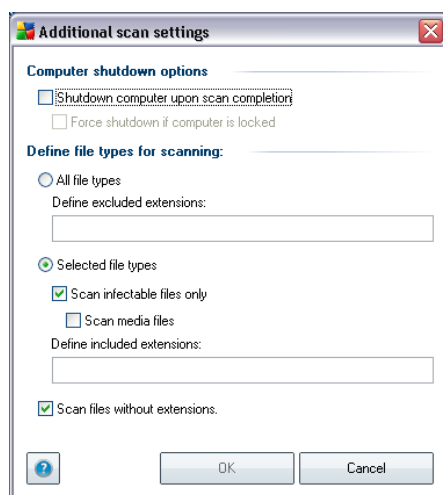 Additional scan settings
Computer shutdown options
Shutdown computer upon scan completion
Force shutdown if computer is locked
Define file types for scanning:
All file types
Define excluded extensions:
Selected file types
Scan infectable files only
Scan media files
Define included extensions:
Scan files without extensions.
?
OK
Cancel